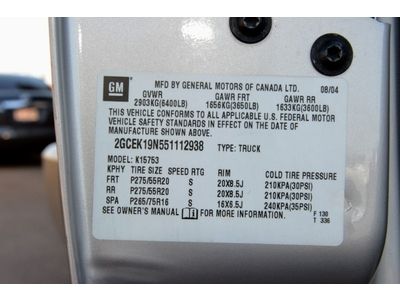 GM MFD BY GENERAL MOTORS OF CANADA LTD. 08/04
GVWR GAWR FRT GAWR RR
2903KG(6400LB) 1656KG(3650LB) 1633KG(3600LB)
THIS VEHICLE CONFORMS TO ALL APPLICABLE U.S. FEDERAL MOTOR
VEHICLE SAFETY STANDARDS IN EFFECT ON THE DATE OF
MANUFACTURE SHOWN ABOVE.
2GCEK19N551112938 TYPE: TRUCK
MODEL: K15753
KPHY TIRE SIZE SPEED RTG RIM COLD TIRE PRESSURE
FRT P275/55R20 S 20X8.5J 210KPA(30PSI)
RR P275/55R20 S 20X8.5J 210KPA(30PSI)
SPA P265/75R16 S 16X6.5J 240KPA(35PSI)
SEE OWNER'S MANUAL FOR MORE INFORMATION. F 130
T 336